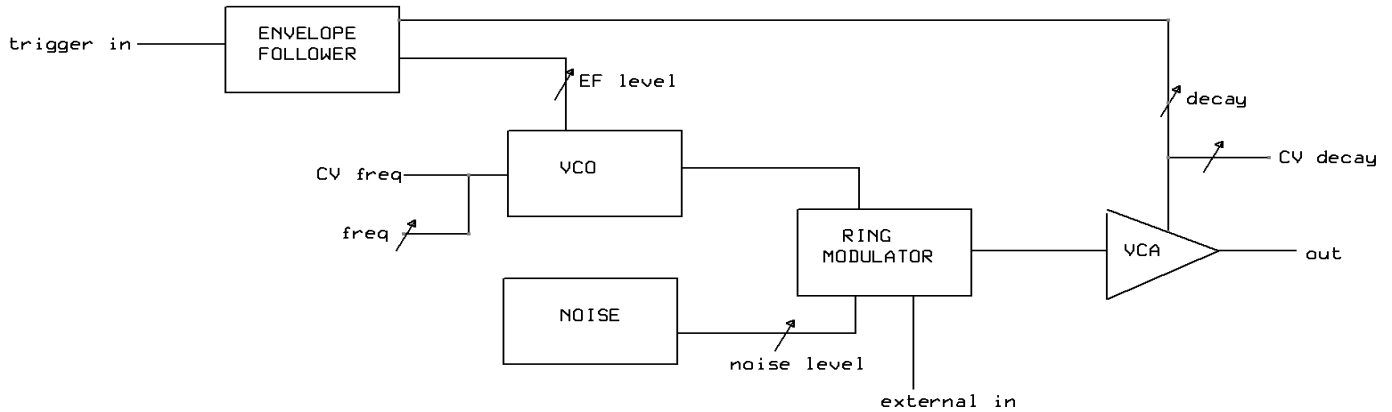 ENVELOPE
FOLLOWER
trigger in
EF level
decay
VCO
CV freq
CV decay
freq
RING
MODULATOR
VCA
out
NOISE
noise level
external in